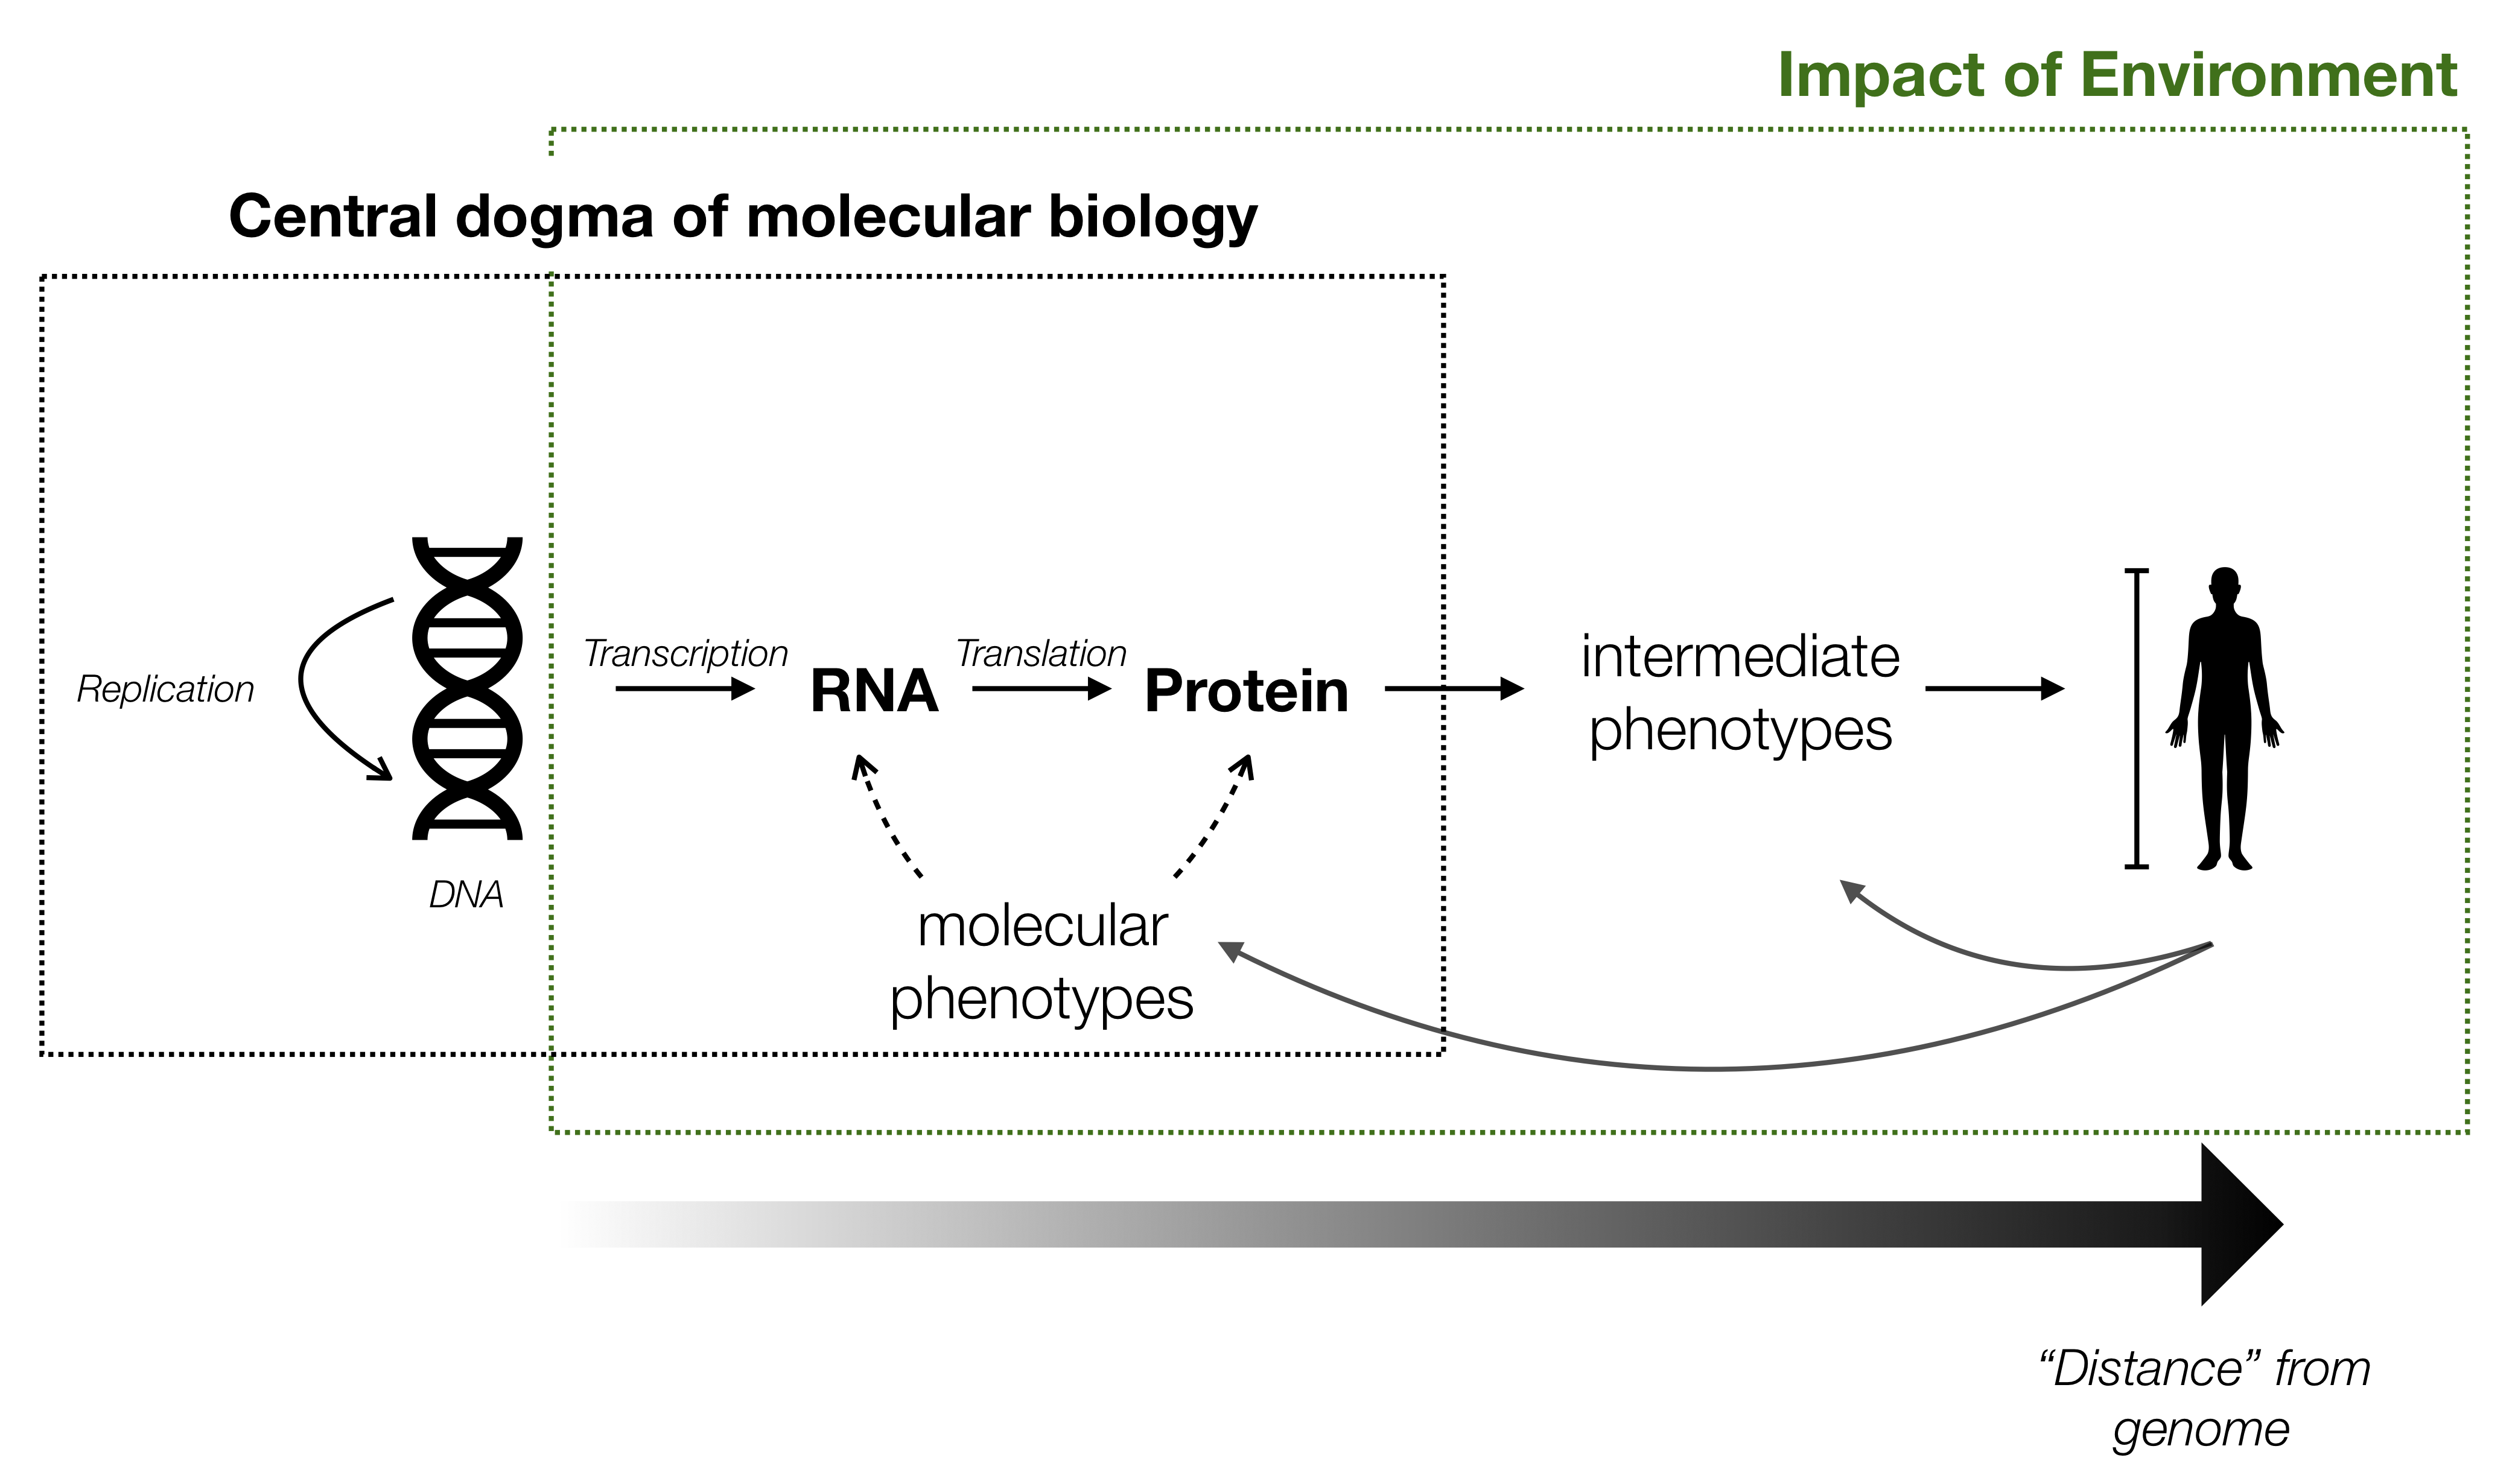 Impact of Environment
Central dogma of molecular biology
Replication
DNA
Transcription
RNA
Translation
Protein
intermediate
phenotypes
molecular
phenotypes
“Distance” from
genome